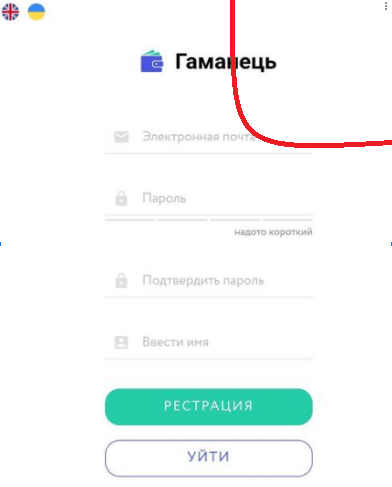 Гаманець
Электронная почта
Пароль
надото короткий
Подтвердить пароль
Ввести имя
РЕСТРАЦИЯ
УЙТИ